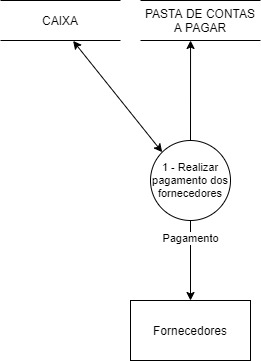 CAIXA
PASTA DE CONTAS
A PAGAR
1 - Realizar
pagamento dos
fornecedores
Pagamento
Fornecedores